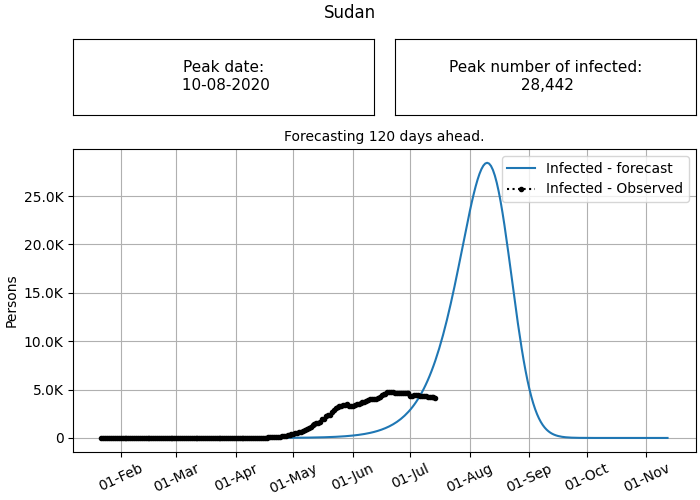 Sudan
Peak date:
10-08-2020
Peak number of infected:
28,442
Forecasting 120 days ahead.
Infected - forecast
Infected - Observed
Persons
25.0K
20.0K
15.0K
10.0K
5.0K
0
01-Feb
01-Mar
01-Apr
01-May
01-Jun
01-Jul
01-Aug
01-Sep
01-Oct
01-Nov